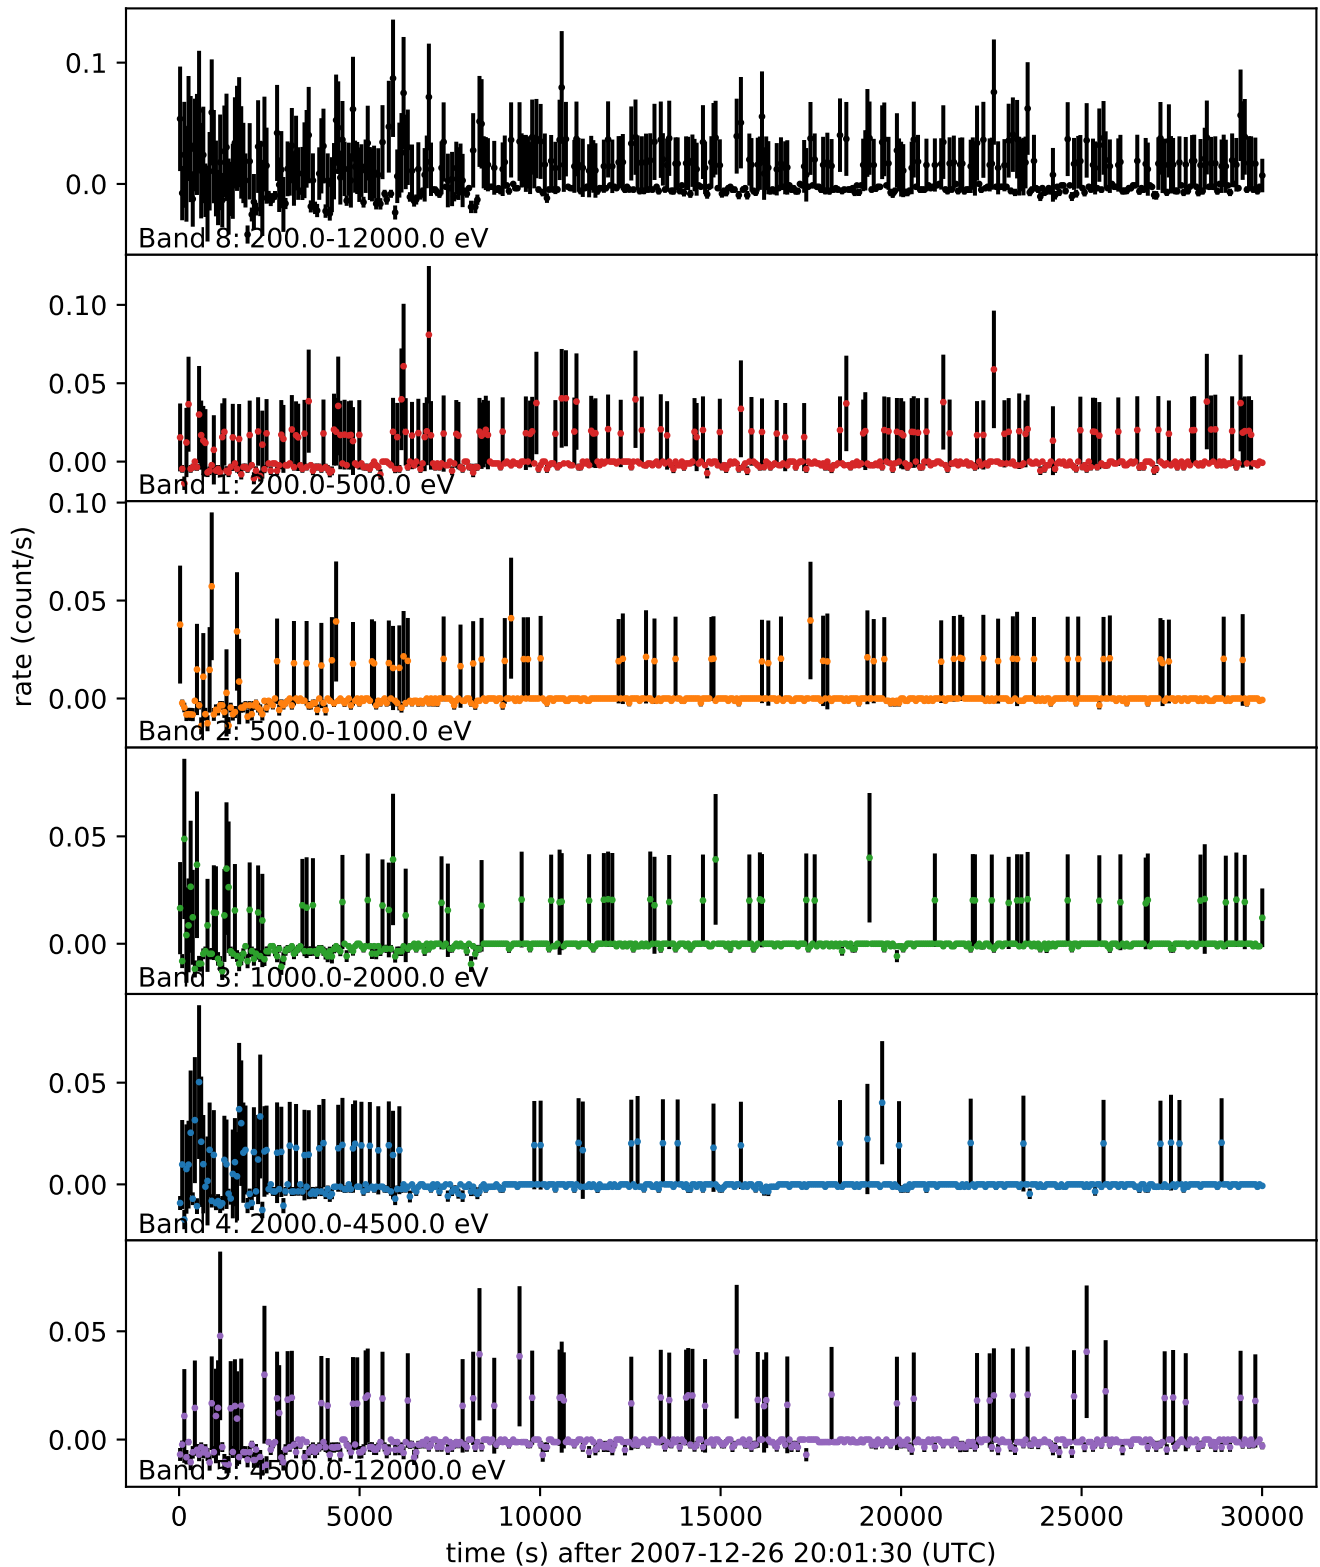 0.1
0.0
Band 8: 200.0-12000.0 eV
0.10
0.05
0.00
Band 1: 200.0-500.0 eV
0.10
0.05
0.00
Band 2: 500.0-1000.0 eV
rate (count/s)
0.05
0.00
Band 3: 1000.0-2000.0 eV
0.05
0.00
Band 4: 2000.0-4500.0 eV
0.05
0.00
Band 5: 4500.0-12000.0 eV
0 5000 10000 15000 20000 25000 30000
time (s) after 2007-12-26 20:01:30 (UTC)